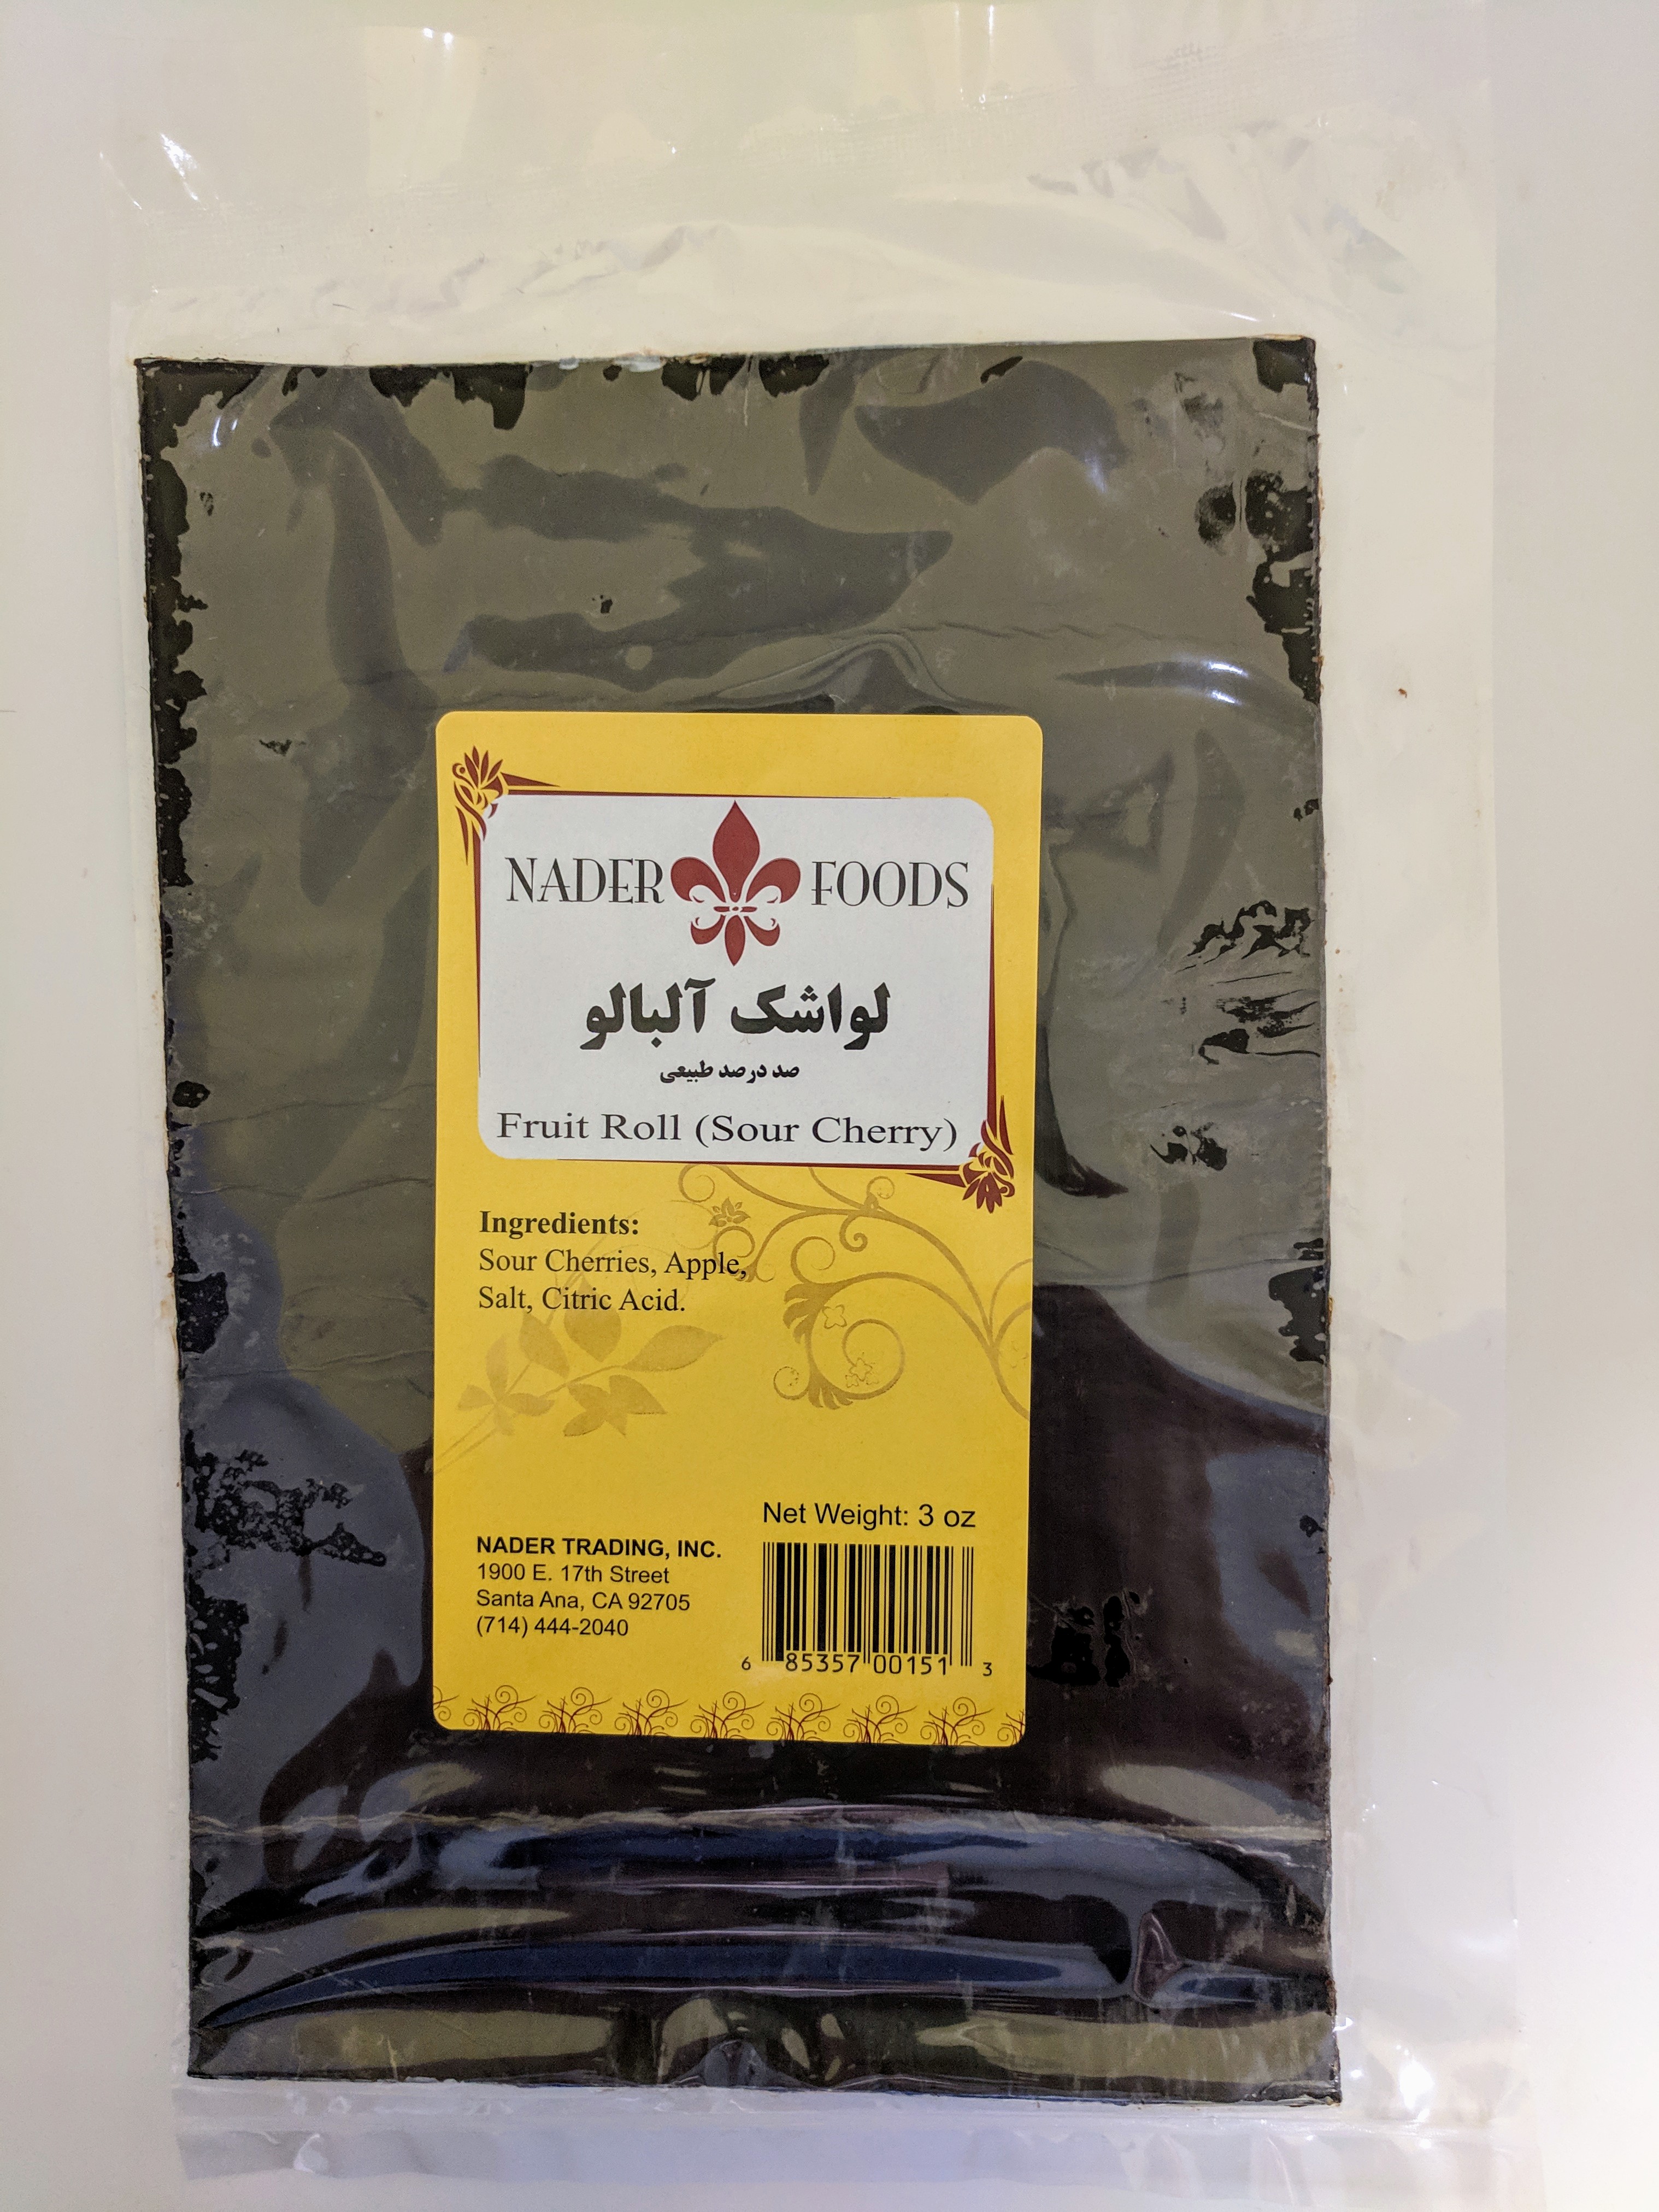 NADER FOODS
لواشک آلبالو
صد در صد طبیعی
Fruit Roll (Sour Cherry)
Ingredients:
Sour Cherries, Apple,
Salt, Citric Acid.
Net Weight: 3 oz
NADER TRADING, INC.
1900 E. 17th Street
Santa Ana, CA 92705
(714) 444-2040
6 85357 00151 3